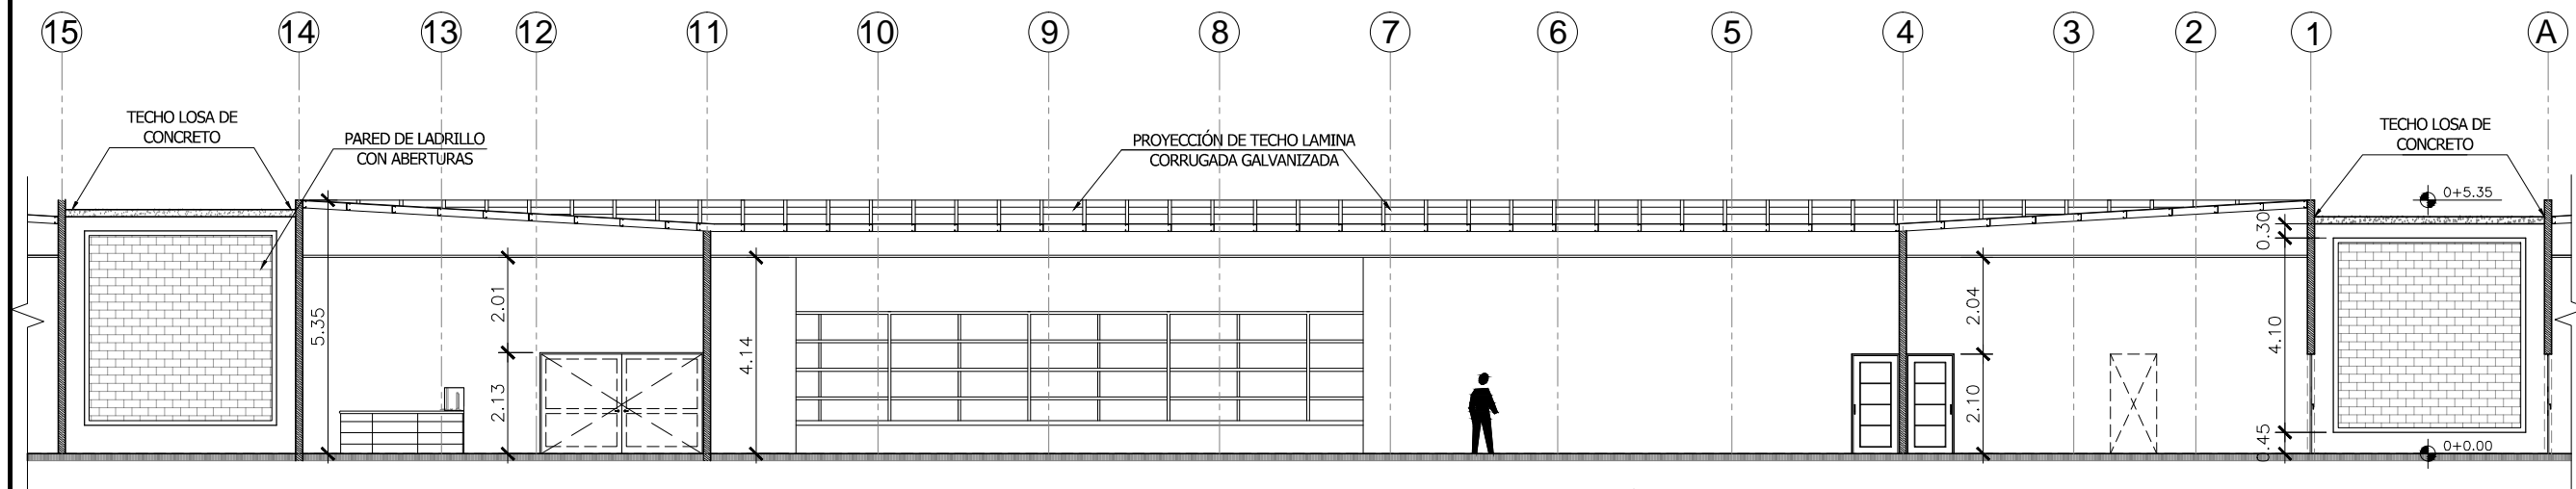 15 14 13 12 11 10 9 8 7 6 5 4 3 2 1 A
TECHO LOSA DE
CONCRETO
PARED DE LADRILLO
CON ABERTURAS
PROYECCIÓN DE TECHO LAMINA
CORRUGADA GALVANIZADA
TECHO LOSA DE
CONCRETO
0+5.35
0.30
5.35
2.01
2.13
4.14
2.04
2.10
4.10
0.45
0+0.00